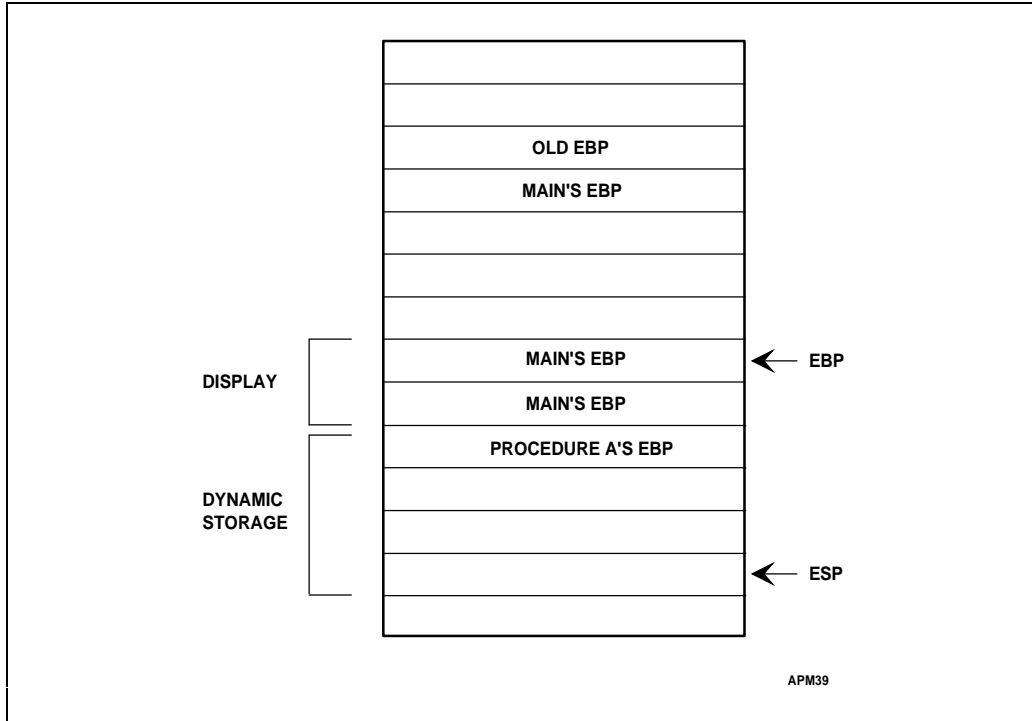 OLD EBP
MAIN'S EBP
MAIN'S EBP
EBP
DISPLAY
MAIN'S EBP
PROCEDURE A'S EBP
DYNAMIC
STORAGE
ESP
APM39